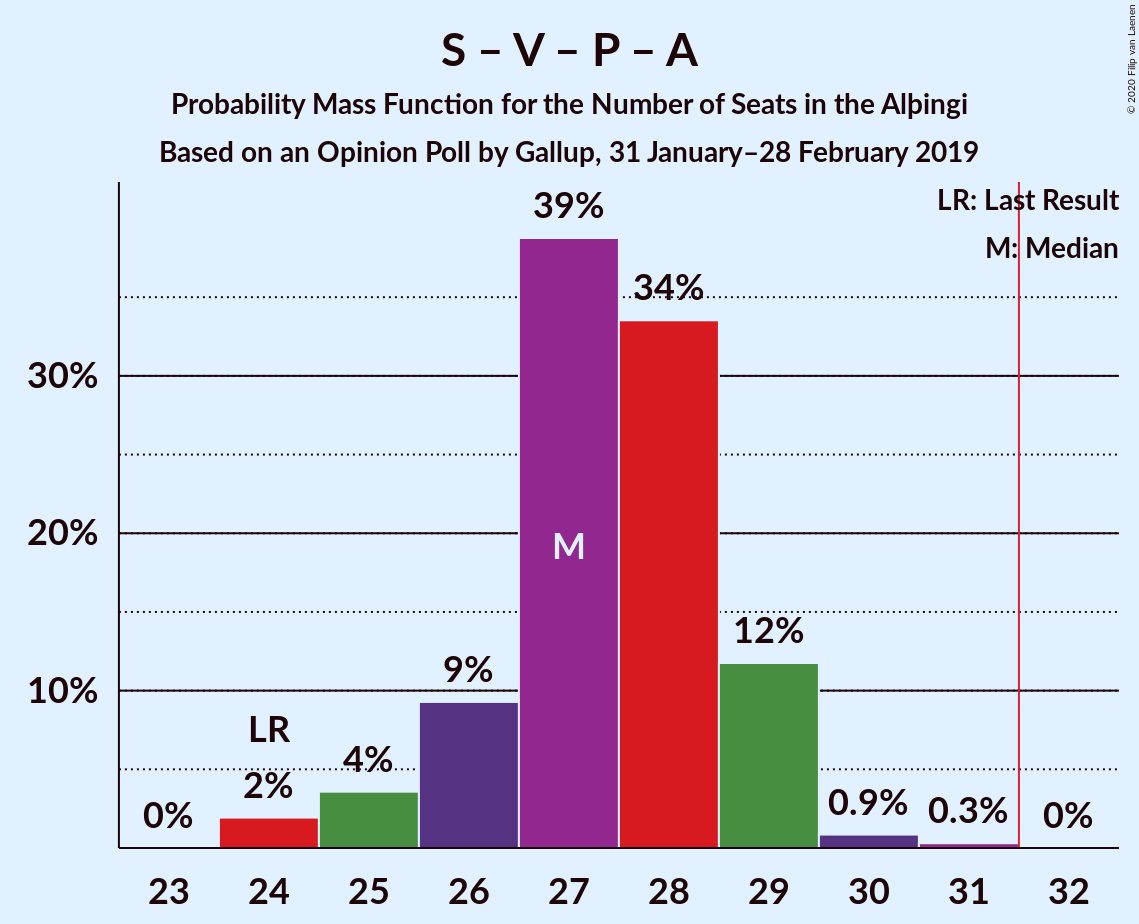 S – V – P – A
Probability Mass Function for the Number of Seats in the Alþingi
Based on an Opinion Poll by Gallup, 31 January–28 February 2019
© 2020 Filip van Laenen
LR: Last Result
M: Median
39%
34%
30%
20%
M
12%
9%
10%
LR
4%
2%
0%
0.9%
0.3%
0%
23 24 25 26 27 28 29 30 31 32